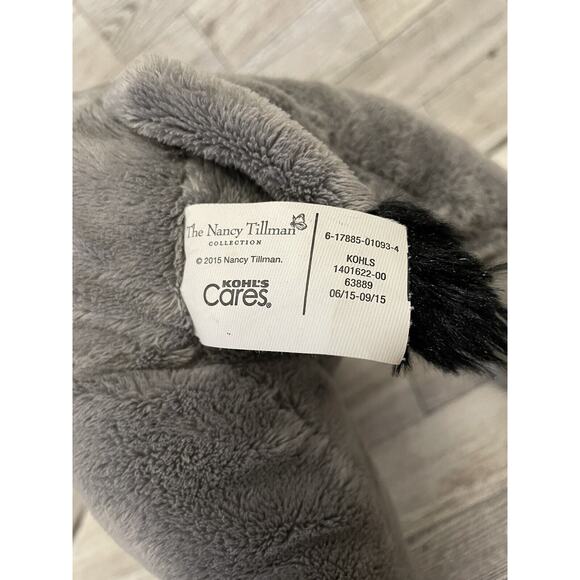 The Nancy Tillman
COLLECTION
© 2015 Nancy Tillman.
KOHL'S
Cares®
6-17885-01093-4
KOHLS
1401622-00
63889
06/15-09/15